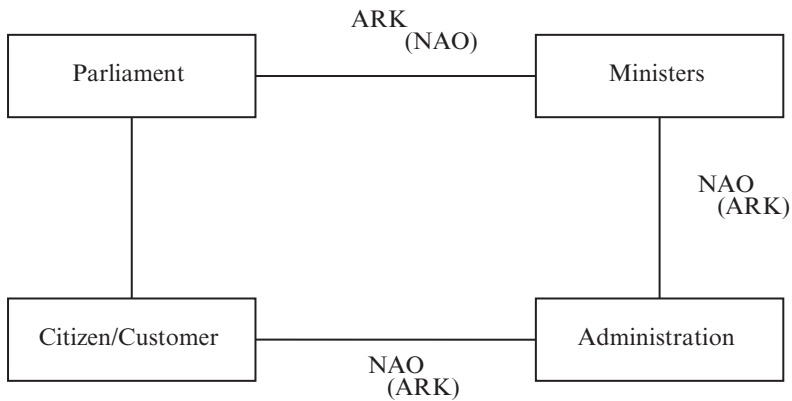 ARK
(NAO)
Parliament
Ministers
NAO
(ARK)
Citizen/Customer
Administration
NAO
(ARK)